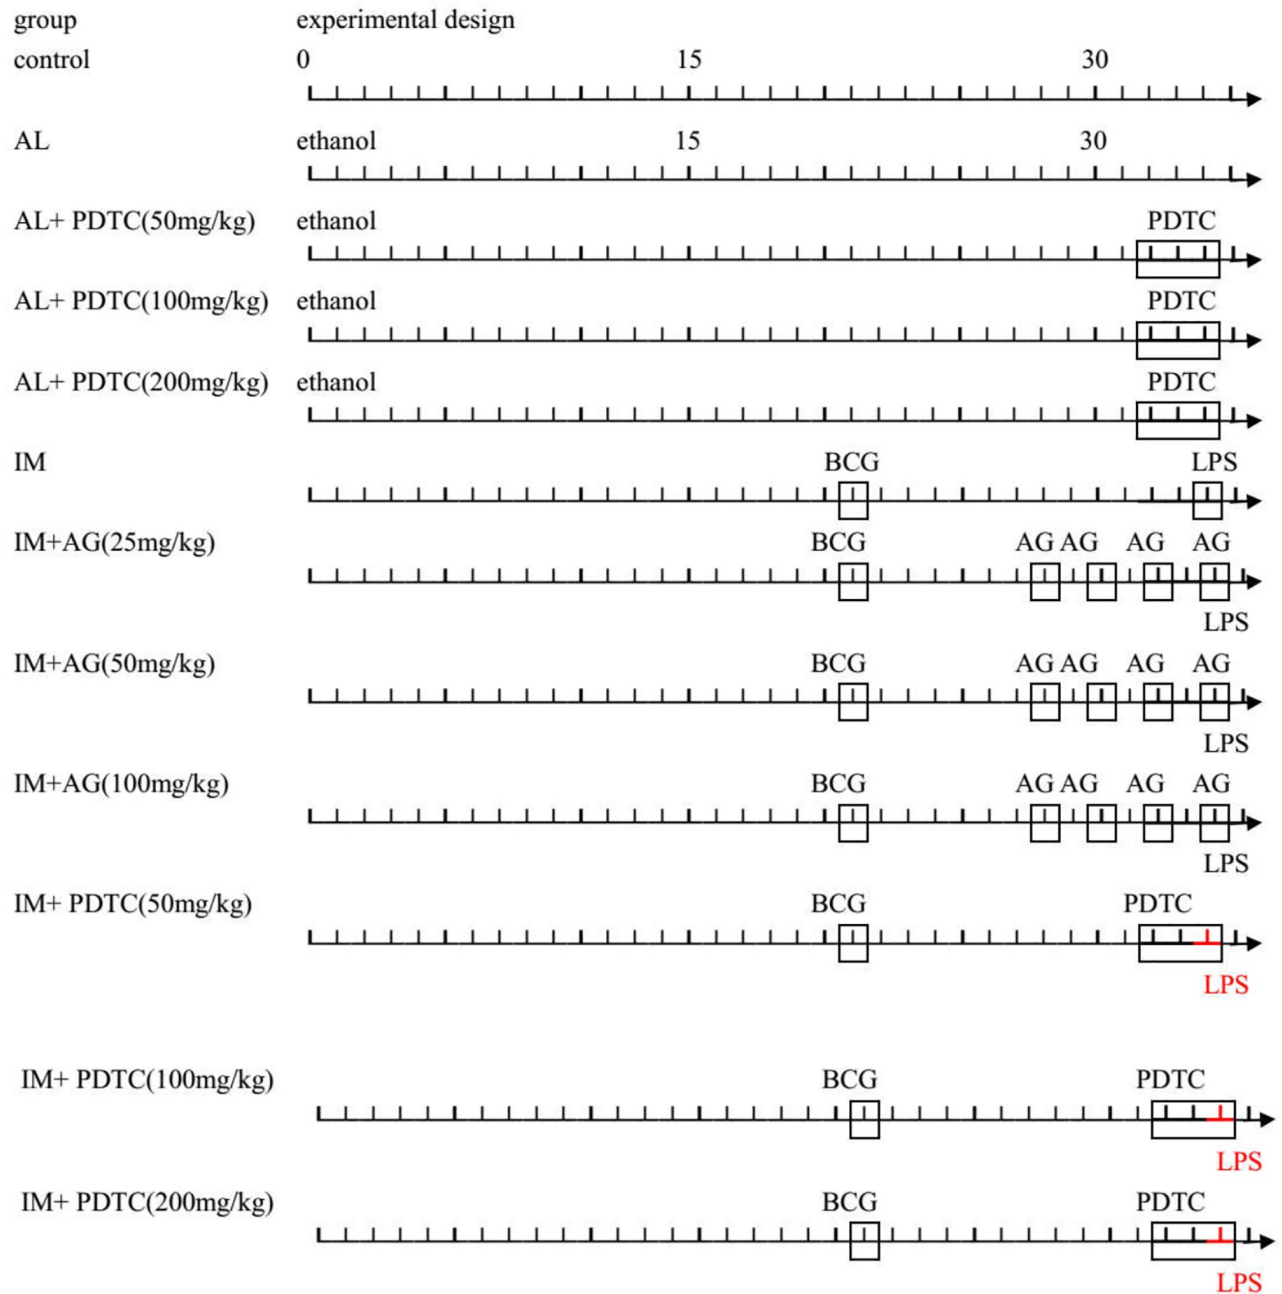 group experimental design
control 0 15 30
AL ethanol 15 30
AL+ PDTC(50mg/kg) ethanol PDTC
AL+ PDTC(100mg/kg) ethanol PDTC
AL+ PDTC(200mg/kg) ethanol PDTC
IM BCG LPS
IM+AG(25mg/kg) BCG AG AG AG AG
LPS
IM+AG(50mg/kg) BCG AG AG AG AG
LPS
IM+AG(100mg/kg) BCG AG AG AG AG
LPS
IM+ PDTC(50mg/kg) BCG PDTC
LPS
IM+ PDTC(100mg/kg) BCG PDTC
LPS
IM+ PDTC(200mg/kg) BCG PDTC
LPS